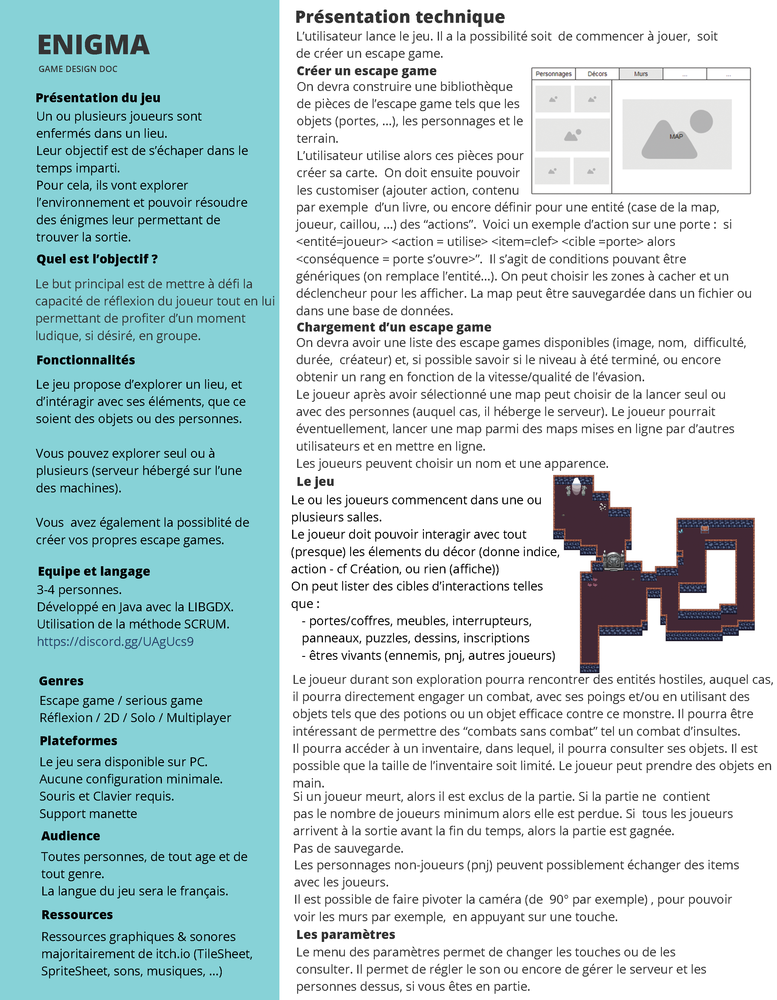 ENIGMA
GAME DESIGN DOC
Présentation du jeu
Un ou plusieurs joueurs sont
enfermés dans un lieu.
Leur objectif est de s’échaper dans le
temps imparti.
Pour cela, ils vont explorer
l’environnement et pouvoir résoudre
des énigmes leur permettant de
trouver la sortie.
Quel est l’objectif ?
Le but principal est de mettre à défi la
capacité de réflexion du joueur tout en lui
permettant de profiter d’un moment
ludique, si désiré, en groupe.
Fonctionnalités
Le jeu propose d’explorer un lieu, et
d’intéragir avec ses éléments, que ce
soient des objets ou des personnes.
Vous pouvez explorer seul ou à
plusieurs (serveur hébergé sur l’une
des machines).
Vous  avez également la possiblité de
créer vos propres escape games.
Equipe et langage
3-4 personnes.
Développé en Java avec la LIBGDX.
Utilisation de la méthode SCRUM.
https://discord.gg/UAgUcs9
Genres
Escape game / serious game
Réflexion / 2D / Solo / Multiplayer
Plateformes
Le jeu sera disponible sur PC.
Aucune configuration minimale.
Souris et Clavier requis.
Support manette
Audience
Toutes personnes, de tout age et de
tout genre.
La langue du jeu sera le français.
Ressources
Ressources graphiques & sonores
majoritairement de itch.io (TileSheet,
SpriteSheet, sons, musiques, ...)
Présentation technique
L’utilisateur lance le jeu. Il a la possibilité soit  de commencer à jouer,  soit
de créer un escape game.
Créer un escape game
On devra construire une bibliothèque
de pièces de l’escape game tels que les
objets (portes, ...), les personnages et le
terrain.
L’utilisateur utilise alors ces pièces pour
créer sa carte.  On doit ensuite pouvoir
les customiser (ajouter action, contenu
Personnages Décors Murs ... ...
MAP
par exemple  d’un livre, ou encore définir pour une entité (case de la map,
joueur, caillou, ...) des “actions”.  Voici un exemple d’action sur une porte :  si
<entité=joueur> <action = utilise> <item=clef> <cible =porte> alors
<conséquence = porte s’ouvre>”.  Il s’agit de conditions pouvant être
génériques (on remplace l’entité...). On peut choisir les zones à cacher et un
déclencheur pour les afficher. La map peut être sauvegardée dans un fichier ou
dans une base de données.
Chargement d’un escape game
On devra avoir une liste des escape games disponibles (image, nom,  difficulté,
durée,  créateur) et, si possible savoir si le niveau à été terminé, ou encore
obtenir un rang en fonction de la vitesse/qualité de l’évasion.
Le joueur après avoir sélectionné une map peut choisir de la lancer seul ou
avec des personnes (auquel cas, il héberge le serveur). Le joueur pourrait
éventuellement, lancer une map parmi des maps mises en ligne par d’autres
utilisateurs et en mettre en ligne.
Les joueurs peuvent choisir un nom et une apparence.
Le jeu
Le ou les joueurs commencent dans une ou
plusieurs salles.
Le joueur doit pouvoir interagir avec tout
(presque) les élements du décor (donne indice,
action - cf Création, ou rien (affiche))
On peut lister des cibles d’interactions telles
que :
- portes/coffres, meubles, interrupteurs,
panneaux, puzzles, dessins, inscriptions
- êtres vivants (ennemis, pnj, autres joueurs)
Le joueur durant son exploration pourra rencontrer des entités hostiles, auquel cas,
il pourra directement engager un combat, avec ses poings et/ou en utilisant des
objets tels que des potions ou un objet efficace contre ce monstre. Il pourra être
intéressant de permettre des “combats sans combat” tel un combat d’insultes.
Il pourra accéder à un inventaire, dans lequel, il pourra consulter ses objets. Il est
possible que la taille de l’inventaire soit limité. Le joueur peut prendre des objets en
main.
Si un joueur meurt, alors il est exclus de la partie. Si la partie ne  contient
pas le nombre de joueurs minimum alors elle est perdue. Si  tous les joueurs
arrivent à la sortie avant la fin du temps, alors la partie est gagnée.
Pas de sauvegarde.
Les personnages non-joueurs (pnj) peuvent possiblement échanger des items
avec les joueurs.
Il est possible de faire pivoter la caméra (de  90° par exemple) , pour pouvoir
voir les murs par exemple,  en appuyant sur une touche.
Les paramètres
Le menu des paramètres permet de changer les touches ou de les
consulter. Il permet de régler le son ou encore de gérer le serveur et les
personnes dessus, si vous êtes en partie.